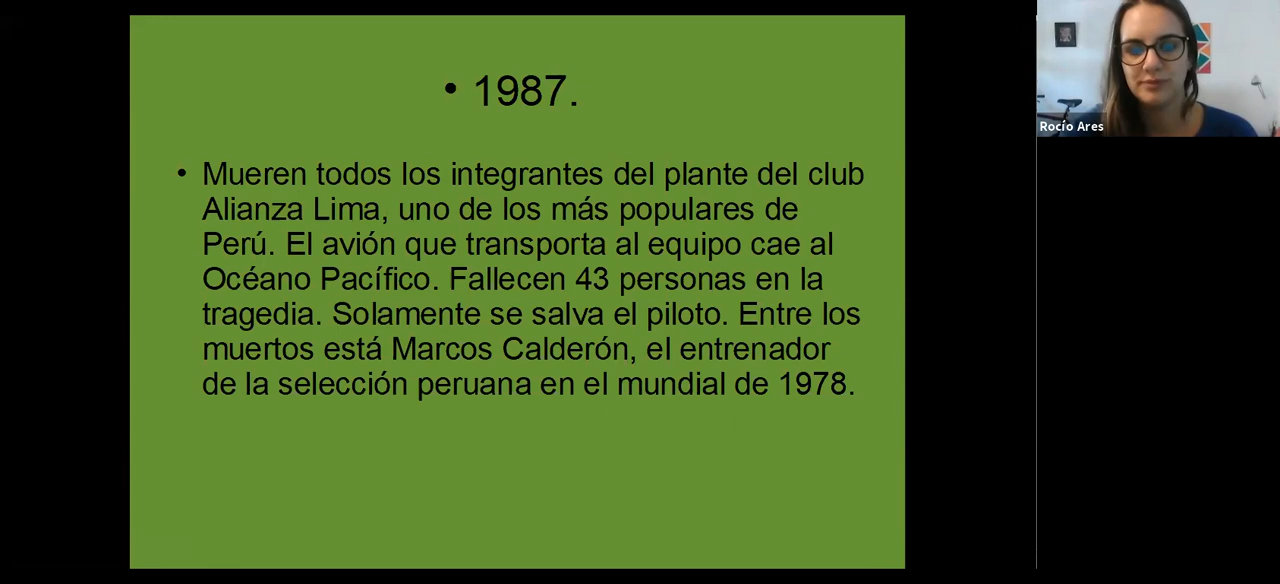 • 1987.
• Mueren todos los integrantes del plante del club
Alianza Lima, uno de los más populares de
Perú. El avión que transporta al equipo cae al
Océano Pacífico. Fallecen 43 personas en la
tragedia. Solamente se salva el piloto. Entre los
muertos está Marcos Calderón, el entrenador
de la selección peruana en el mundial de 1978.
Rocío Ares